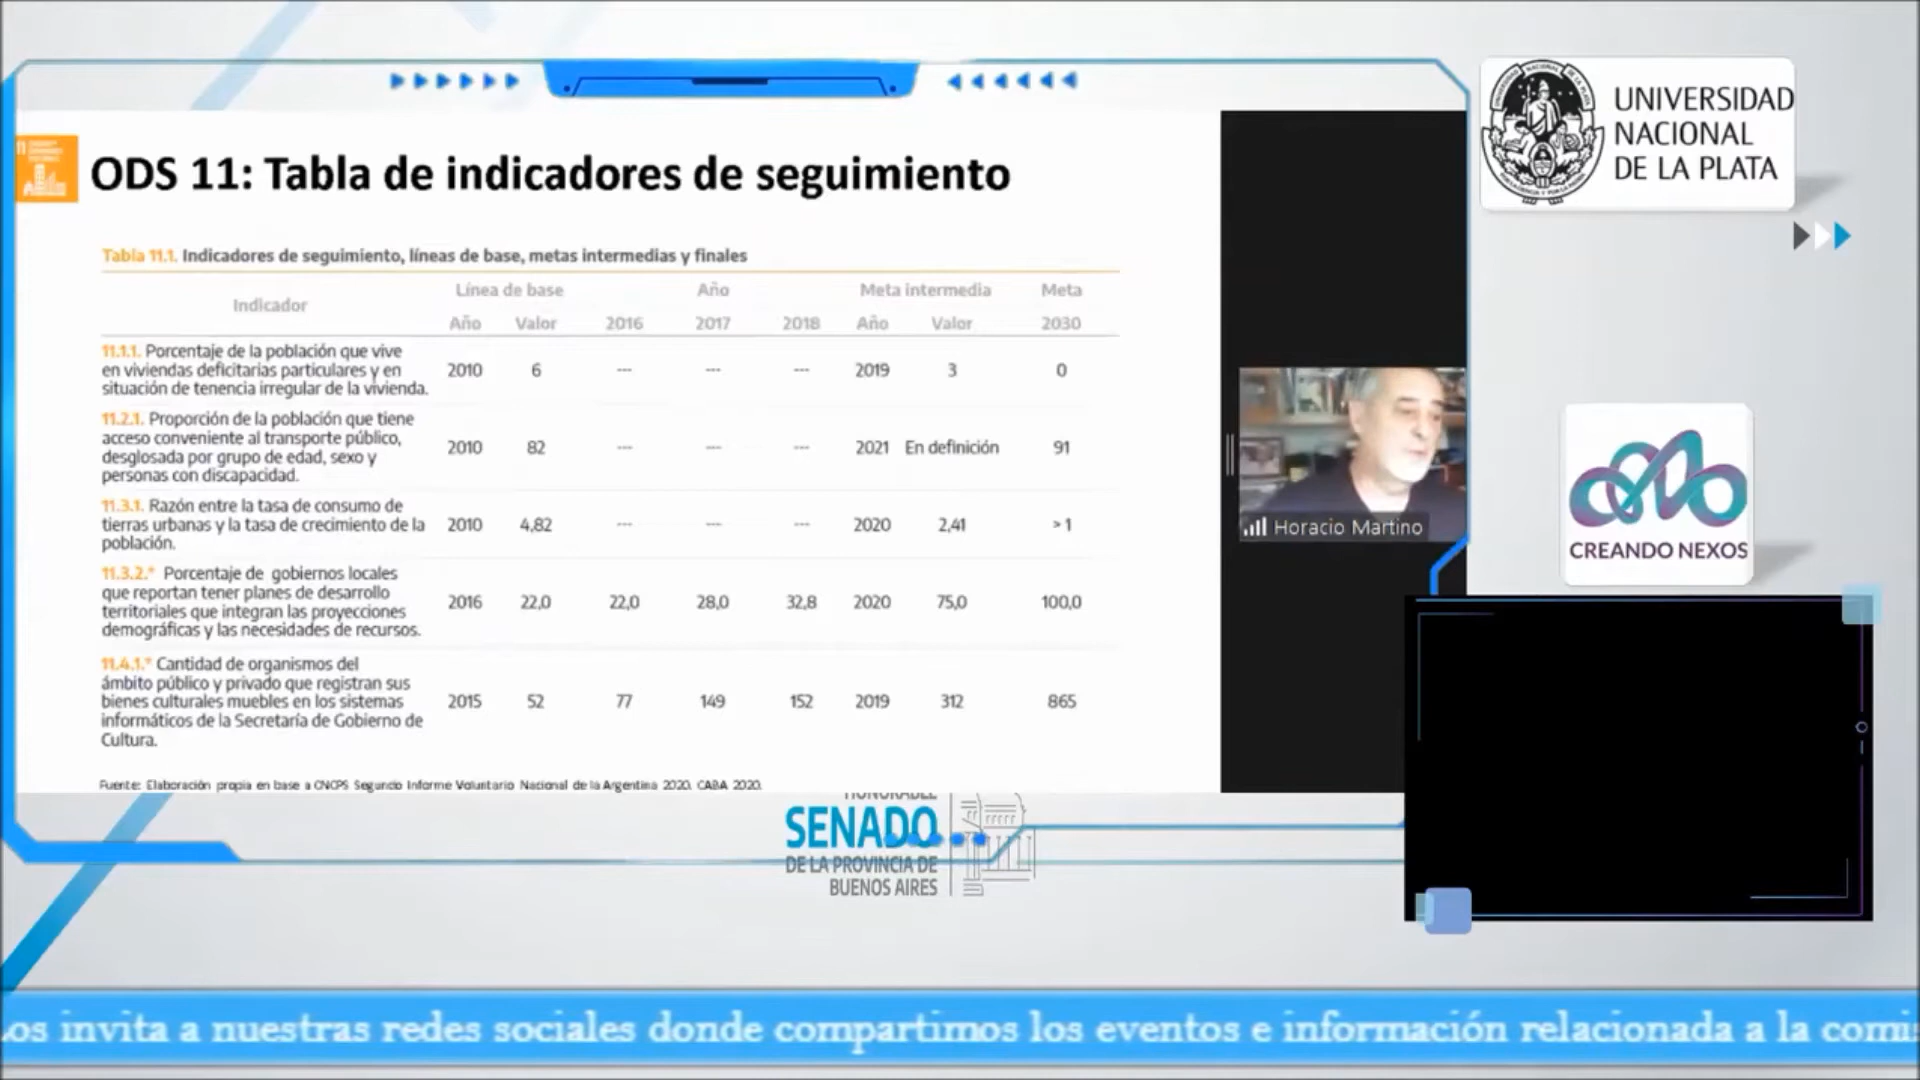 ODS 11: Tabla de indicadores de seguimiento
Tabla 11.1. Indicadores de seguimiento, líneas de base, metas intermedias y finales
Indicador
Línea de base Año Meta intermedia Meta
Año Valor 2016 2017 2018 Año Valor 2030
11.1.1. Porcentaje de la población que vive
en viviendas deficitarias particulares y en
situación de tenencia irregular de la vivienda.
2010 6 --- --- --- 2019 3 0
11.2.1. Proporción de la población que tiene
acceso conveniente al transporte público,
desglosada por grupo de edad, sexo y
personas con discapacidad.
2010 82 --- --- --- 2021 En definición 91
11.3.1. Razón entre la tasa de consumo de
tierras urbanas y la tasa de crecimiento de la
población.
2010 4,82 --- --- --- 2020 2,41 >1
11.3.2.* Porcentaje de gobiernos locales
que reportan tener planes de desarrollo
territoriales que integran las proyecciones
demográficas y las necesidades de recursos.
2016 22,0 22,0 28,0 32,8 2020 75,0 100,0
11.4.1.* Cantidad de organismos del
ámbito público y privado que registran sus
bienes culturales muebles en los sistemas
informáticos de la Secretaría de Gobierno de
Cultura.
2015 52 77 149 152 2019 312 865
Fuente: Elaboración propia en base a CNCPS Segundo Informe Voluntario Nacional de la Argentina 2020. CABA 2020.
Horacio Martino
UNIVERSIDAD
NACIONAL
DE LA PLATA
CREANDO NEXOS
HONORABLE
SENADO
DE LA PROVINCIA DE
BUENOS AIRES
os invita a nuestras redes sociales donde compartimos los eventos e información relacionada a la comi